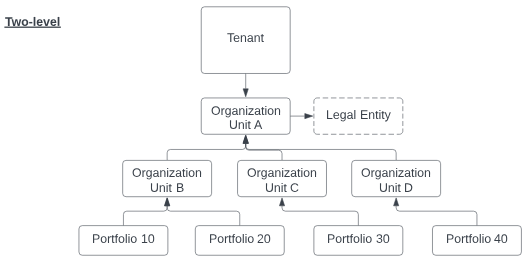 Two-level
Tenant
Organization
Unit A
Legal Entity
Organization
Unit B
Organization
Unit C
Organization
Unit D
Portfolio 10
Portfolio 20
Portfolio 30
Portfolio 40